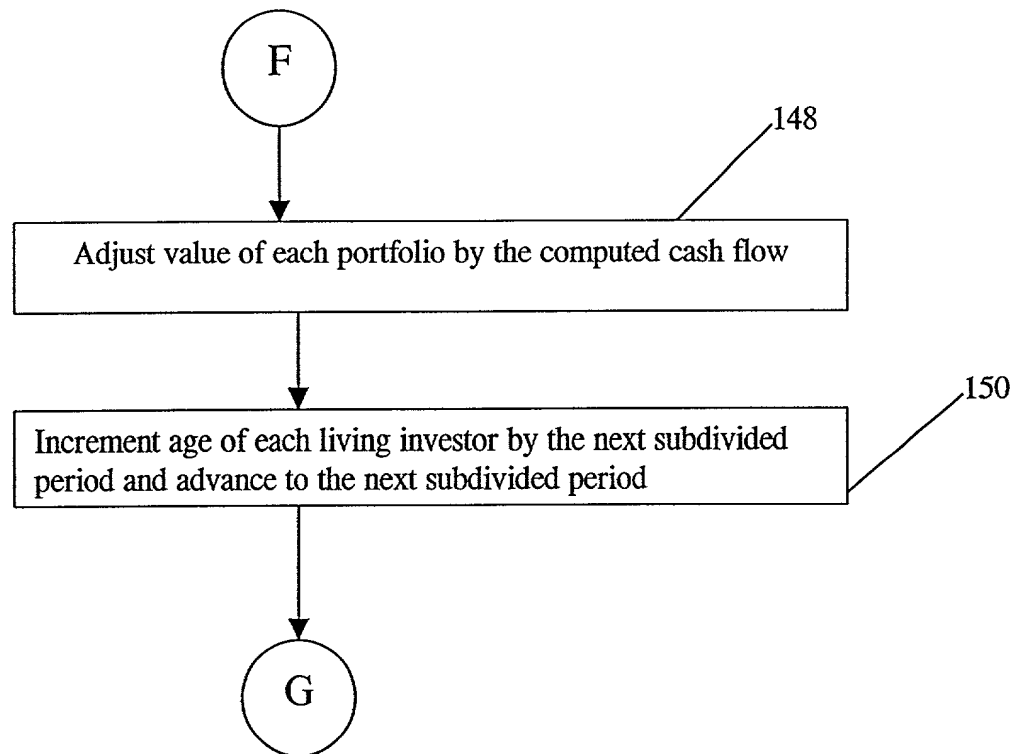 F
148
Adjust value of each portfolio by the computed cash flow
150
Increment age of each living investor by the next subdivided
period and advance to the next subdivided period
G